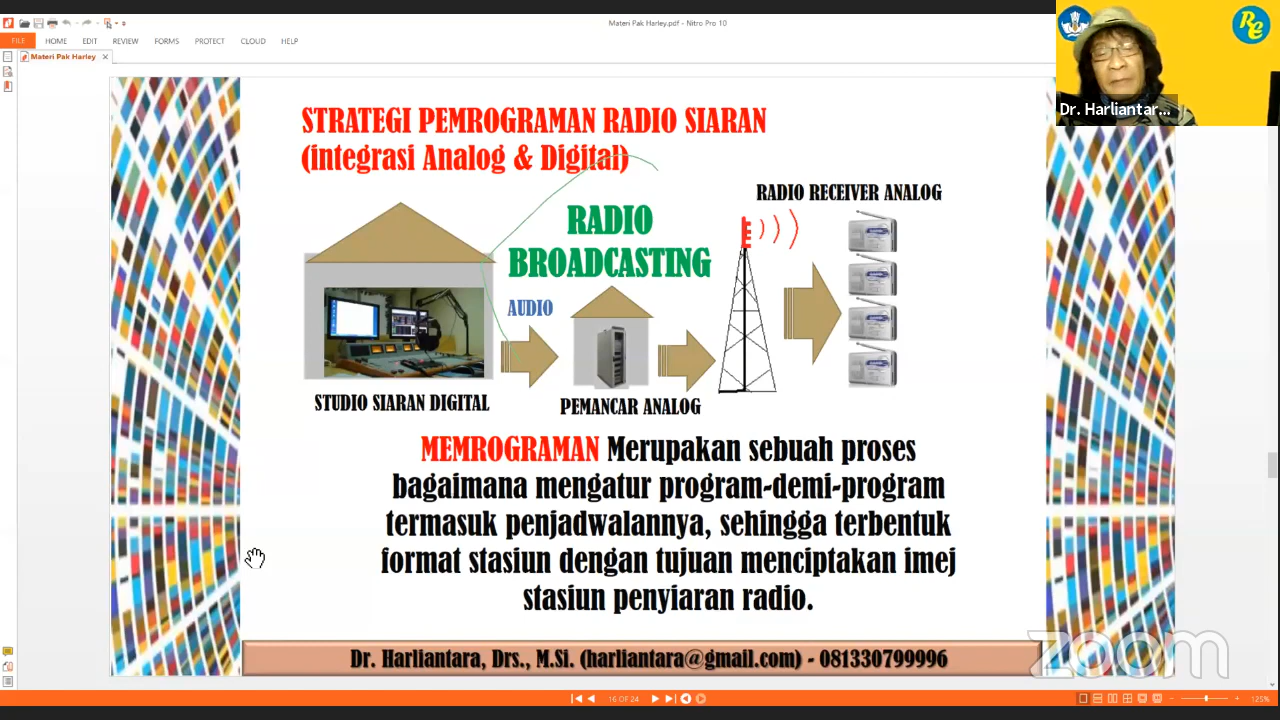 Materi Pak Harley.pdf - Nitro Pro 10
FILE
HOME
EDIT
REVIEW
FORMS
PROTECT
CLOUD
HELP
Materi Pak Harley
Dr. Harliantar...
STRATEGI PEMROGRAMAN RADIO SIARAN
(integrasi Analog & Digital)
RADIO RECEIVER ANALOG
RADIO
BROADCASTING
AUDIO
STUDIO SIARAN DIGITAL
PEMANCAR ANALOG
MEMROGRAMAN Merupakan sebuah proses
bagaimana mengatur program-demi-program
termasuk penjadwalannya, sehingga terbentuk
format stasiun dengan tujuan menciptakan imej
stasiun penyiaran radio.
Dr. Harliantara, Drs., M.Si. (harliantara@gmail.com) - 081330799996
zoom
16 OF 24
125%